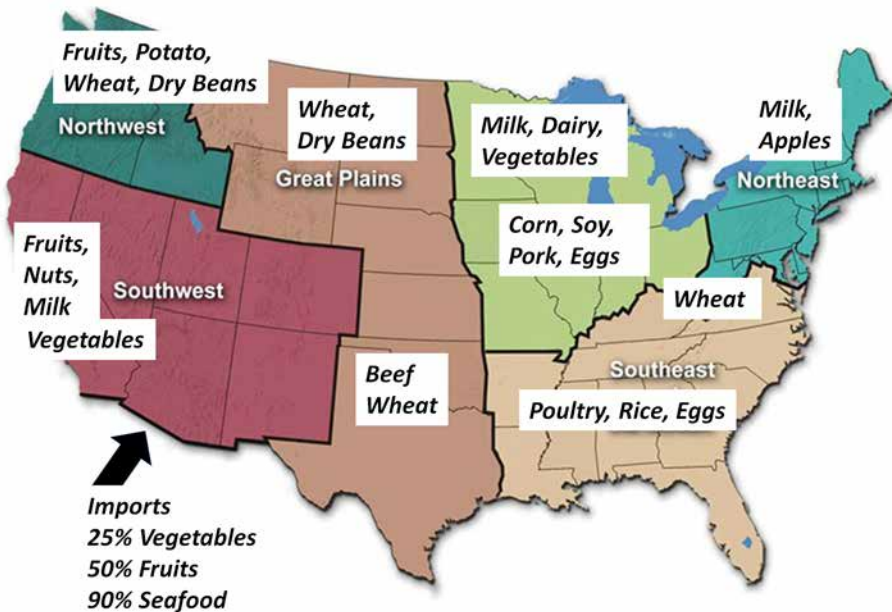 Fruits, Potato,
Wheat, Dry Beans
Northwest
Wheat,
Dry Beans
Great Plains
Milk, Dairy,
Vegetables
Milk,
Apples
Northeast
Corn, Soy,
Pork, Eggs
Fruits,
Nuts,
Milk
Vegetables
Southwest
Wheat
Beef
Wheat
Southeast
Poultry, Rice, Eggs
Imports
25% Vegetables
50% Fruits
90% Seafood